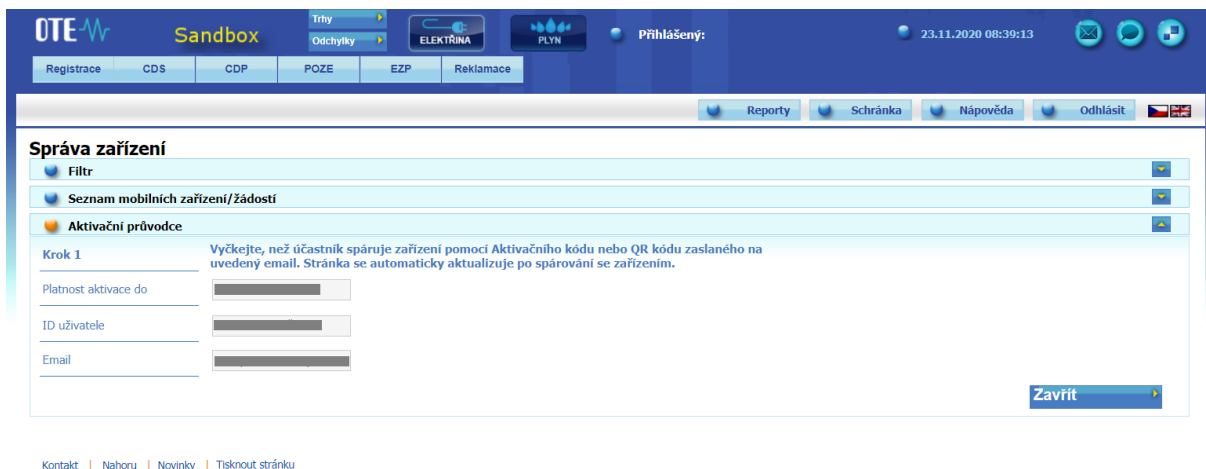 OTE
Sandbox
Trhy
Odchylky
ELEKTŘINA
PLYN
Přihlášený:
23.11.2020 08:39:13
Registrace CDS CDP POZE EZP Reklamace
Reporty Schránka Nápověda Odhlásit
Správa zařízení
Filtr
Seznam mobilních zařízení/žádostí
Aktivační průvodce
Krok 1
Vyčkejte, než účastník spáruje zařízení pomocí Aktivačního kódu nebo QR kódu zaslaného na
uvedený email. Stránka se automaticky aktualizuje po spárování se zařízením.
Platnost aktivace do
ID uživatele
Email
Zavřít
Kontakt | Nahoru | Novinky | Tisknout stránku